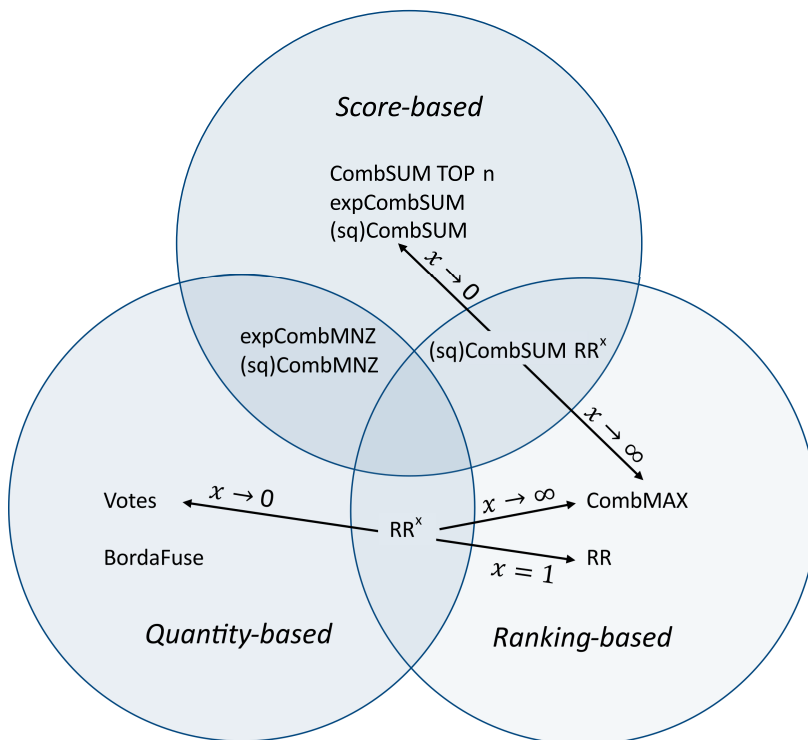 Score-based
CombSUM TOP n
expCombSUM
(sq)CombSUM
x → 0
expCombMNZ
(sq)CombMNZ
(sq)CombSUM RRˣ
x → ∞
Votes
x → 0
x → ∞
CombMAX
RRˣ
BordaFuse
x = 1
RR
Quantity-based
Ranking-based